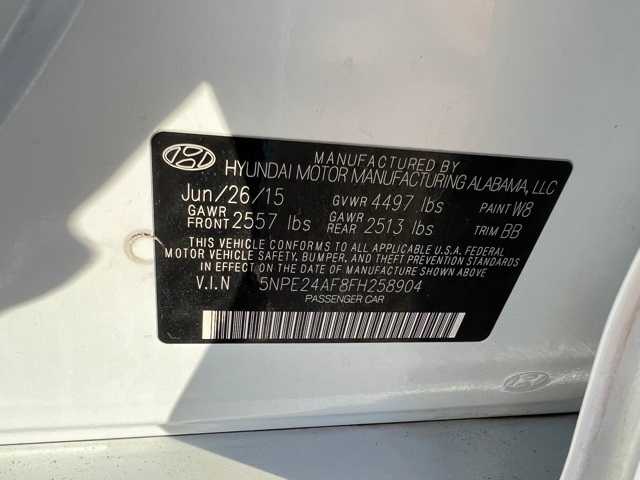 MANUFACTURED BY
HYUNDAI MOTOR MANUFACTURING ALABAMA, LLC
Jun/26/15 GVWR 4497 lbs PAINT W8
GAWR FRONT 2557 lbs GAWR REAR 2513 lbs TRIM BB
THIS VEHICLE CONFORMS TO ALL APPLICABLE U.S.A. FEDERAL
MOTOR VEHICLE SAFETY, BUMPER, AND THEFT PREVENTION STANDARDS
IN EFFECT ON THE DATE OF MANUFACTURE SHOWN ABOVE.
V.I.N 5NPE24AF8FH258904
PASSENGER CAR